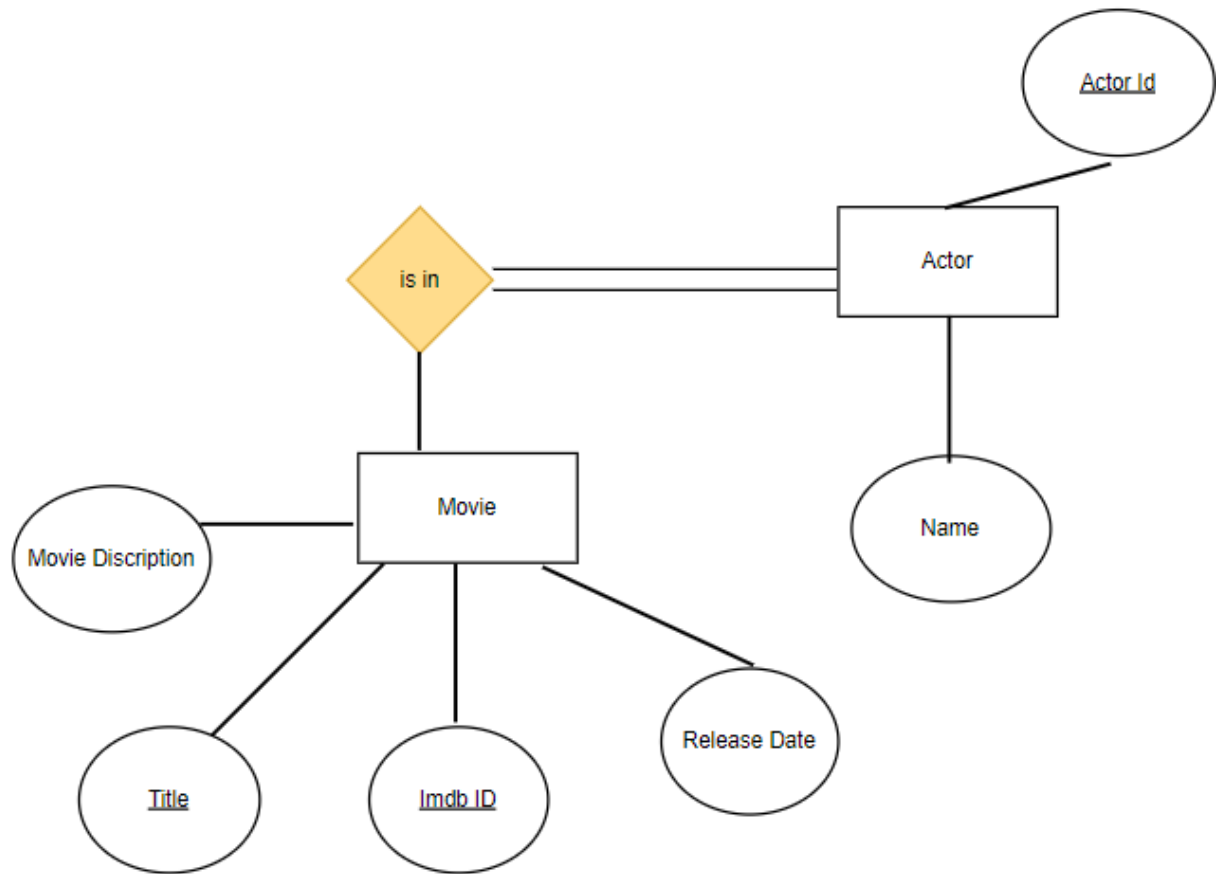 Actor Id
Actor
is in
Movie
Name
Movie Discription
Release Date
Title
Imdb ID